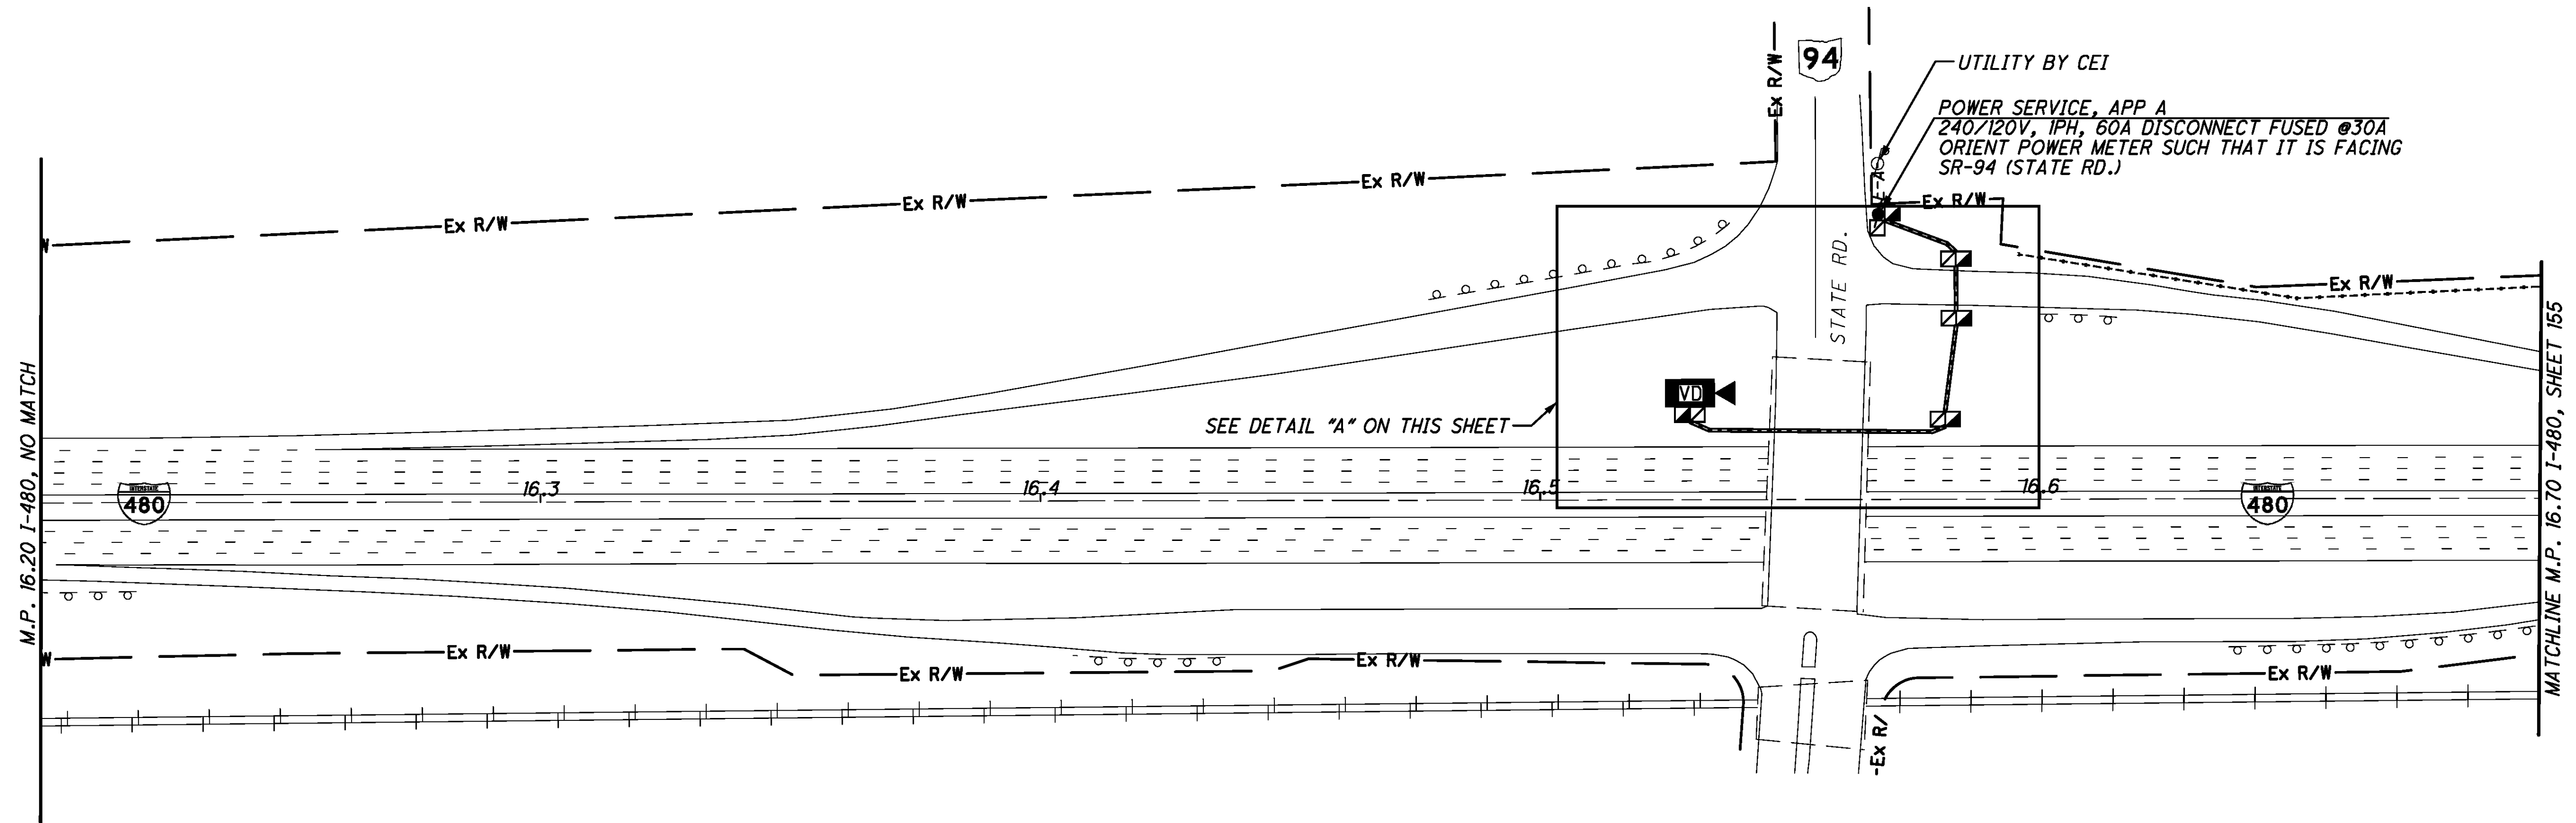 94
Ex R/W
UTILITY BY CEI
POWER SERVICE, APP A
240/120V, 1PH, 60A DISCONNECT FUSED @30A
ORIENT POWER METER SUCH THAT IT IS FACING
SR-94 (STATE RD.)
Ex R/W
Ex R/W
Ex R/W
W
Ex R/W
E-A
Ex R/W
STATE RD.
VD
SEE DETAIL "A" ON THIS SHEET
M.P. 16.20 I-480, NO MATCH
MATCHLINE M.P. 16.70 I-480, SHEET 155
INTERSTATE
480
16.3
16.4
16.5
16.6
INTERSTATE
480
W
Ex R/W
Ex R/W
Ex R/W
Ex R/W
Ex R/